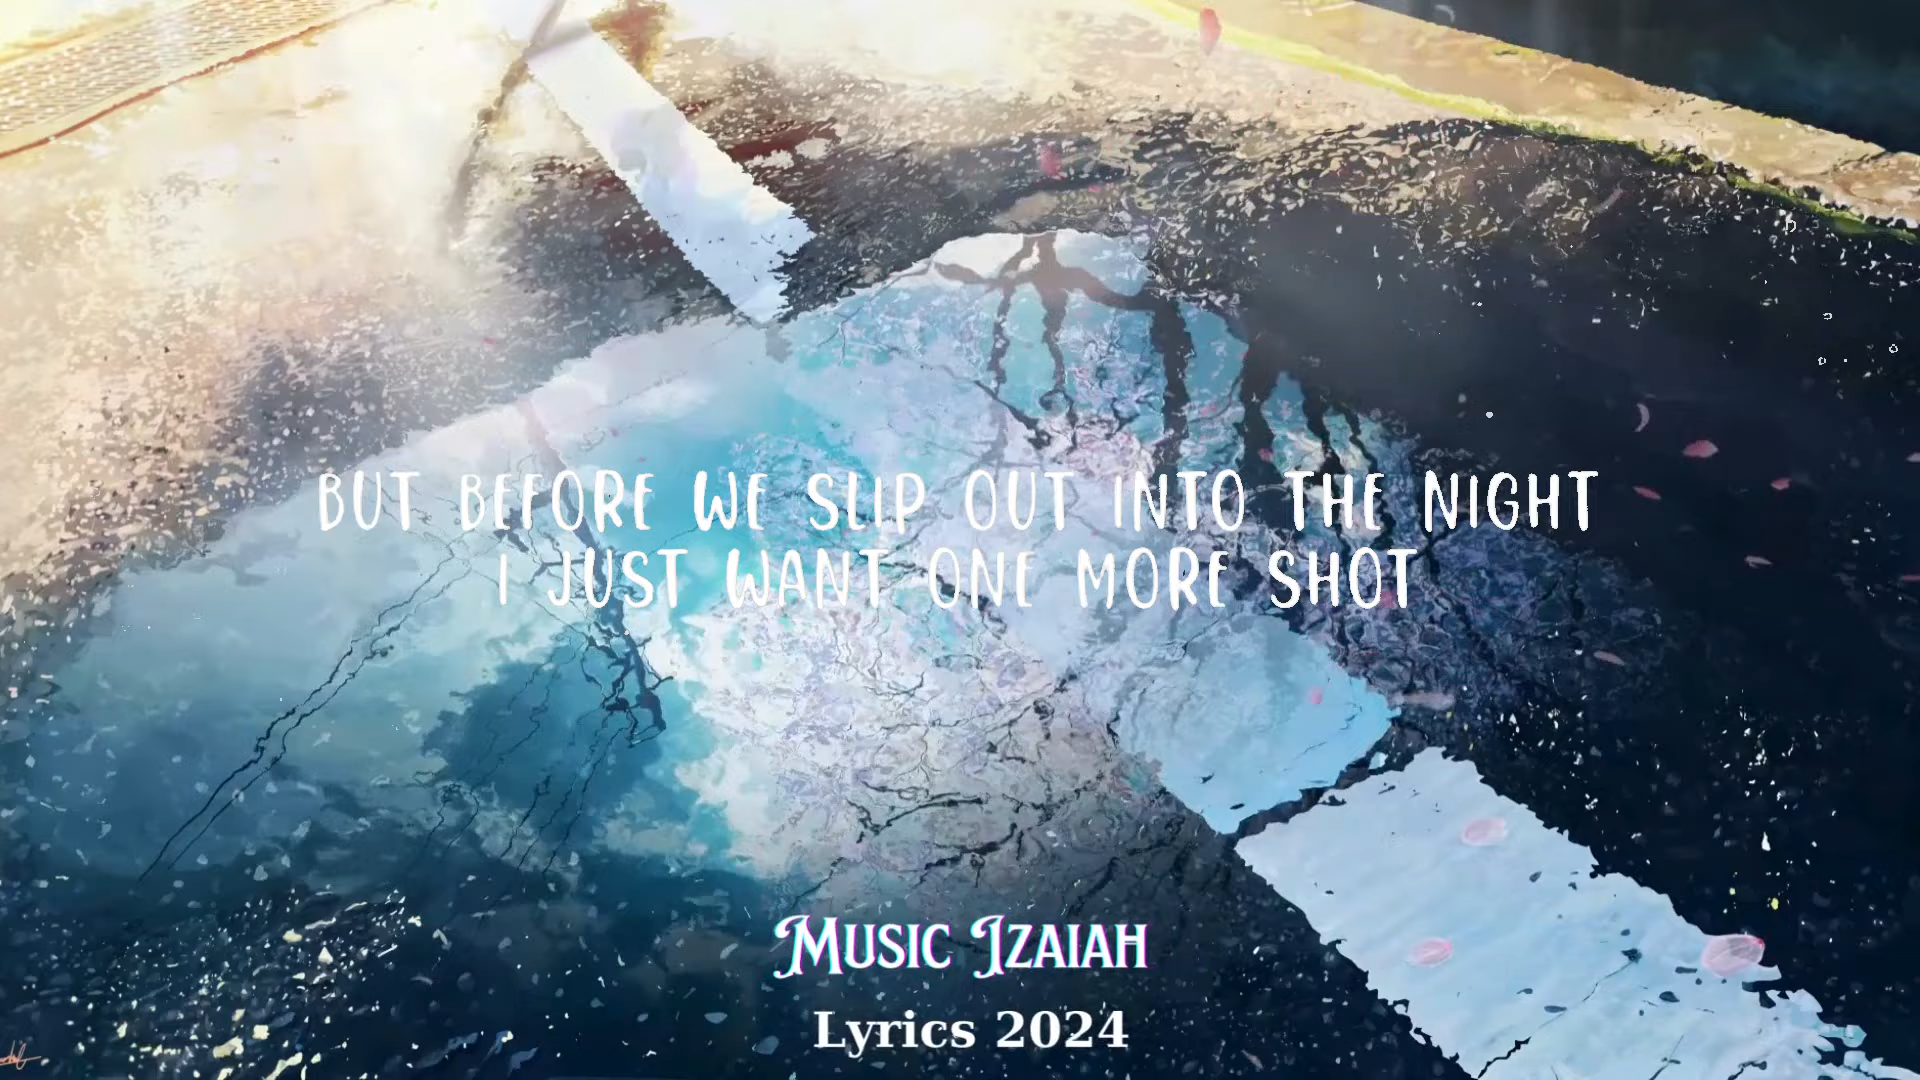 BUT BEFORE WE SLIP OUT INTO THE NIGHT
I JUST WANT ONE MORE SHOT
MUSIC IZAIAH
Lyrics 2024